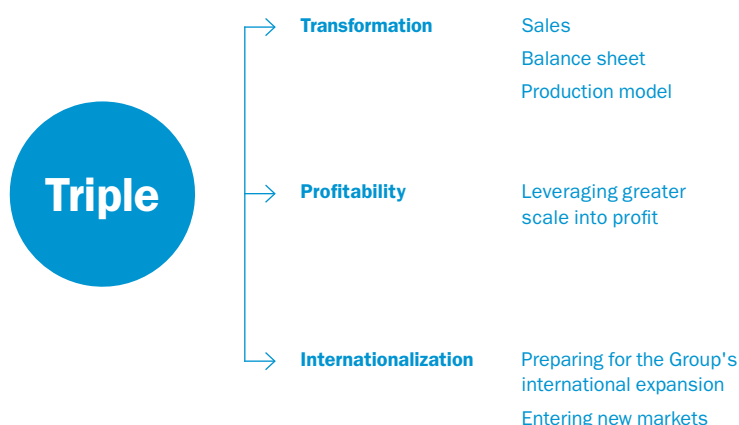 Triple
Transformation
Sales
Balance sheet
Production model
Profitability
Leveraging greater
scale into profit
Internationalization
Preparing for the Group's
international expansion
Entering new markets